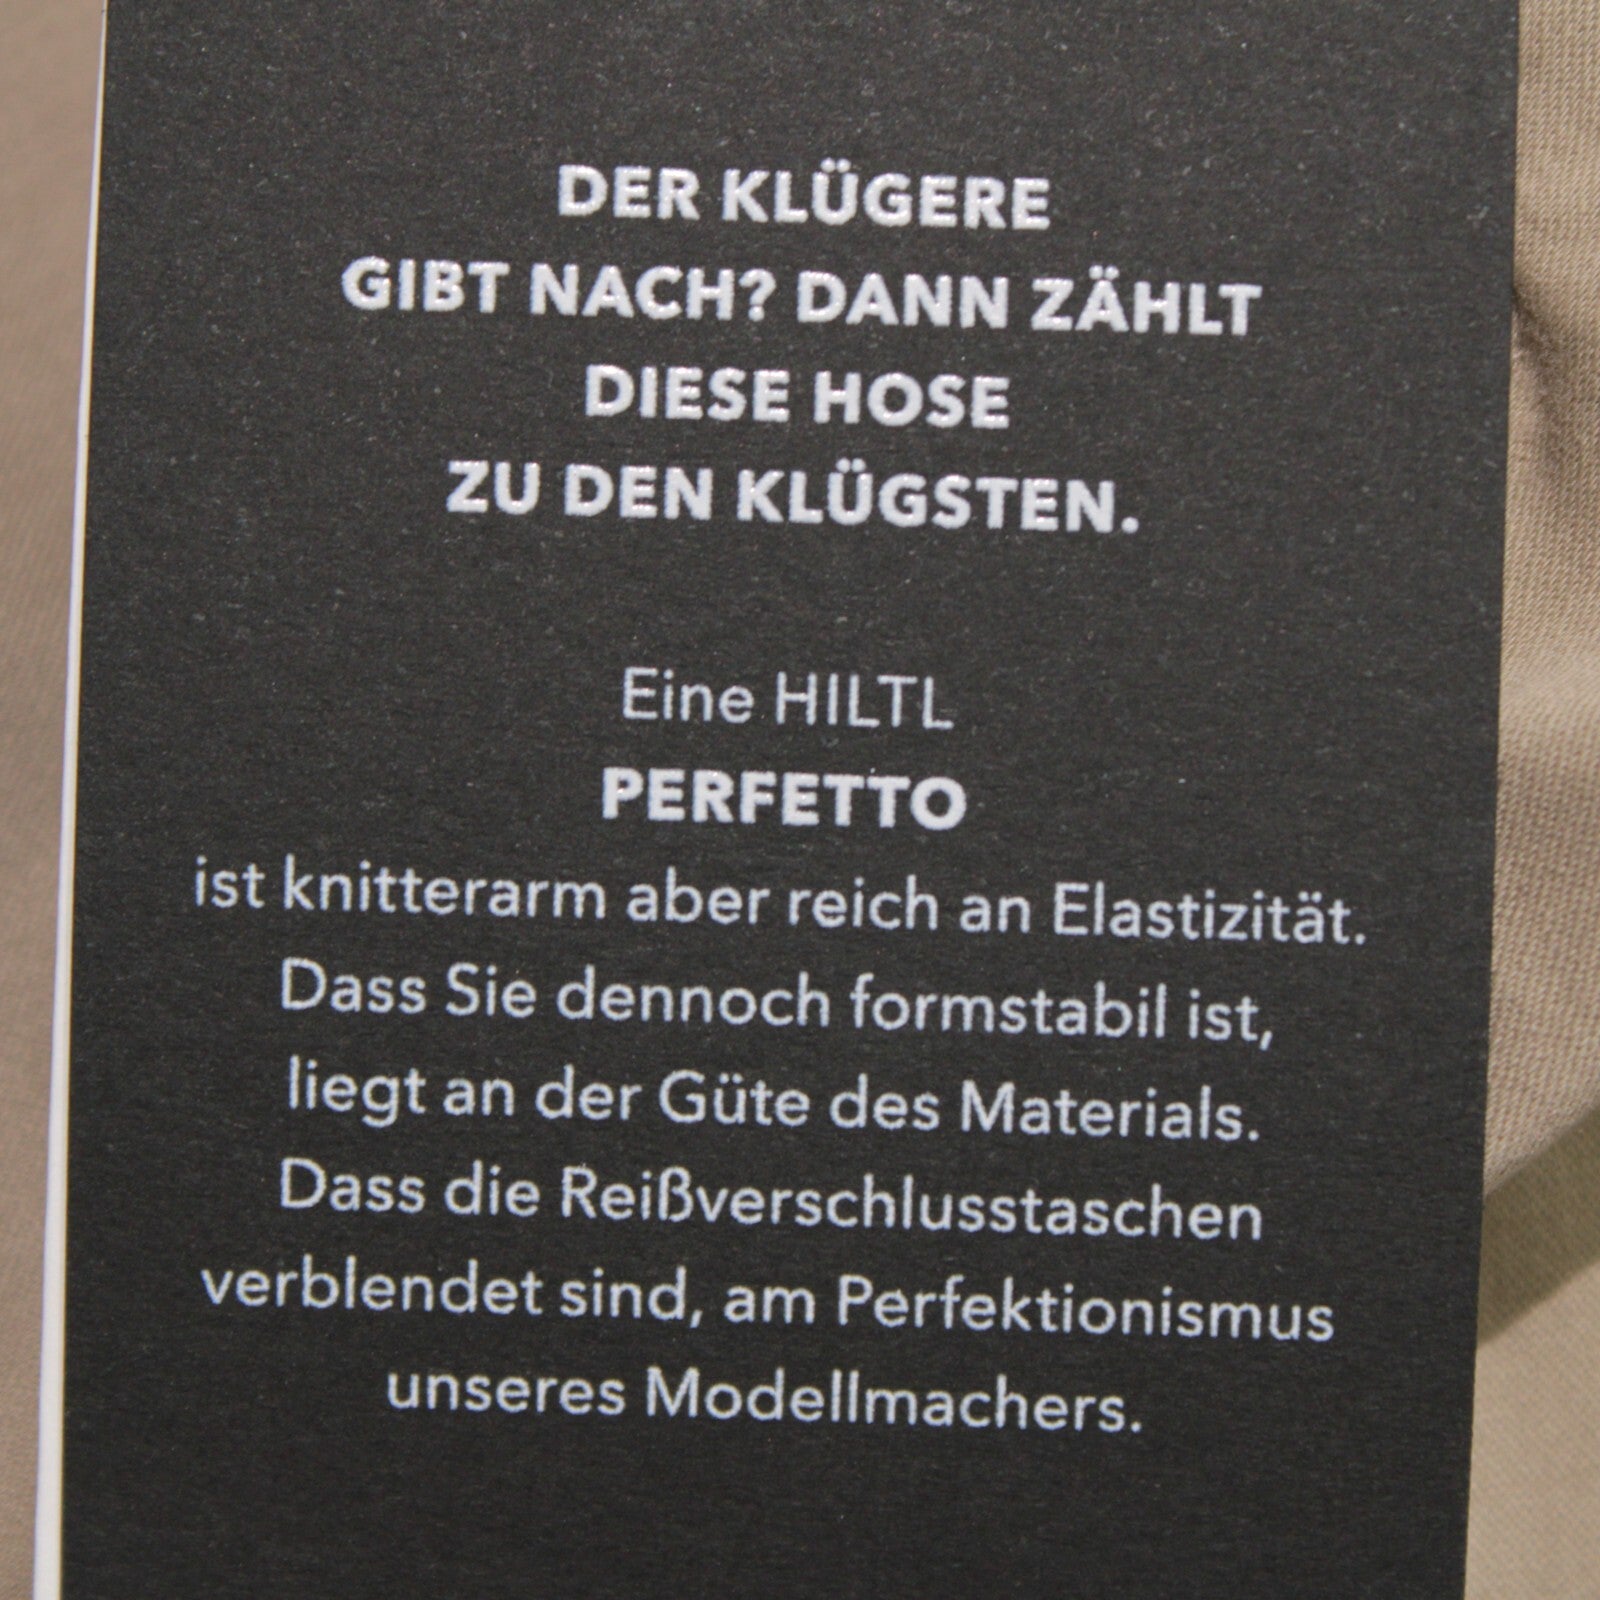 DER KLÜGERE
GIBT NACH? DANN ZÄHLT
DIESE HOSE
ZU DEN KLÜGSTEN.
Eine HILTL
PERFETTO
ist knitterarm aber reich an Elastizität.
Dass Sie dennoch formstabil ist,
liegt an der Güte des Materials.
Dass die Reißverschlusstaschen
verblendet sind, am Perfektionismus
unseres Modellmachers.